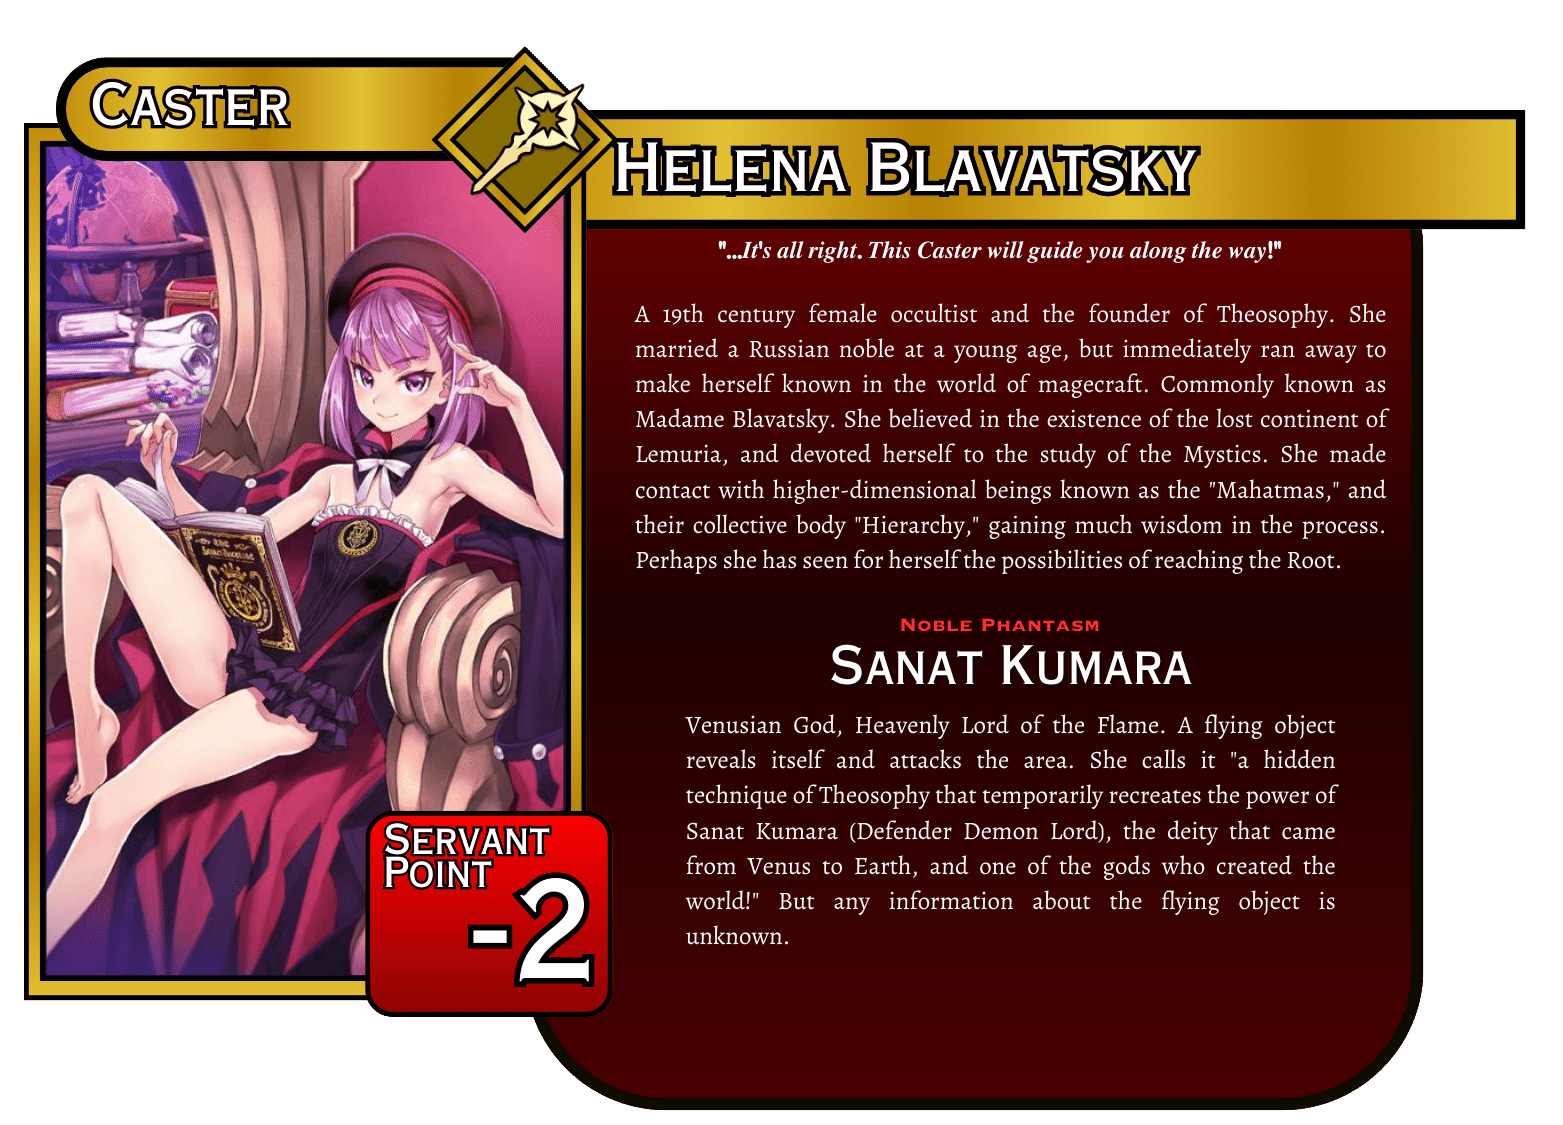 CASTER
HELENA BLAVATSKY
"...It's all right. This Caster will guide you along the way!"
A 19th century female occultist and the founder of Theosophy. She
married a Russian noble at a young age, but immediately ran away to
make herself known in the world of magecraft. Commonly known as
Madame Blavatsky. She believed in the existence of the lost continent of
Lemuria, and devoted herself to the study of the Mystics. She made
contact with higher-dimensional beings known as the "Mahatmas," and
their collective body "Hierarchy," gaining much wisdom in the process.
Perhaps she has seen for herself the possibilities of reaching the Root.
NOBLE PHANTASM
SANAT KUMARA
Venusian God, Heavenly Lord of the Flame. A flying object
reveals itself and attacks the area. She calls it "a hidden
technique of Theosophy that temporarily recreates the power of
Sanat Kumara (Defender Demon Lord), the deity that came
from Venus to Earth, and one of the gods who created the
world!" But any information about the flying object is
unknown.
SERVANT
POINT
-2